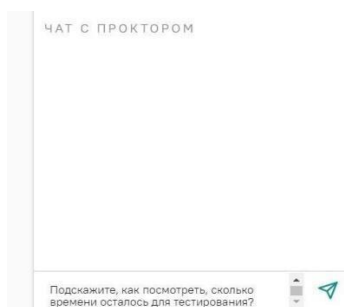 ЧАТ С ПРОКТОРОМ
Подскажите, как посмотреть, сколько
времени осталось для тестирования?